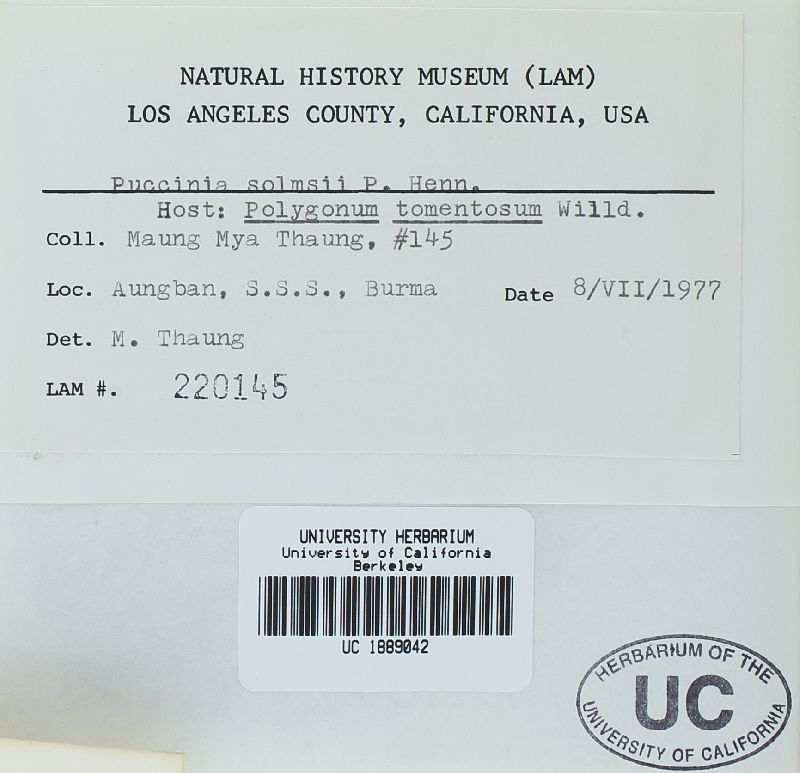 NATURAL HISTORY MUSEUM (LAM)
LOS ANGELES COUNTY, CALIFORNIA, USA
Puccinia solmsii P. Henn.
Host: Polygonum tomentosum Willd.
Coll. Maung Mya Thaung, #145
Loc. Aungban, S.S.S., Burma Date 8/VII/1977
Det. M. Thaung
LAM #. 220145
UNIVERSITY HERBARIUM
University of California
Berkeley
UC 1889042
HERBARIUM OF THE
UC
UNIVERSITY OF CALIFORNIA